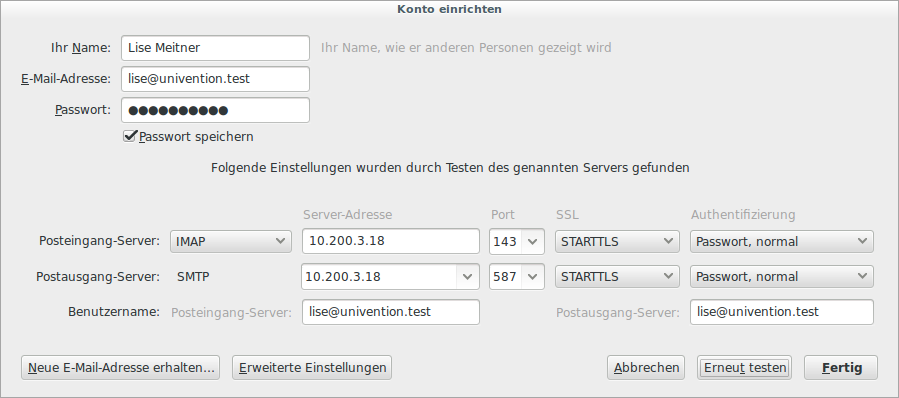 Konto einrichten
Ihr Name: Lise Meitner Ihr Name, wie er anderen Personen gezeigt wird
E-Mail-Adresse: lise@univention.test
Passwort: ●●●●●●●●●●
Passwort speichern
Folgende Einstellungen wurden durch Testen des genannten Servers gefunden
Server-Adresse Port SSL Authentifizierung
Posteingang-Server: IMAP 10.200.3.18 143 STARTTLS Passwort, normal
Postausgang-Server: SMTP 10.200.3.18 587 STARTTLS Passwort, normal
Benutzername: Posteingang-Server: lise@univention.test Postausgang-Server: lise@univention.test
Neue E-Mail-Adresse erhalten... Erweiterte Einstellungen Abbrechen Erneut testen Fertig